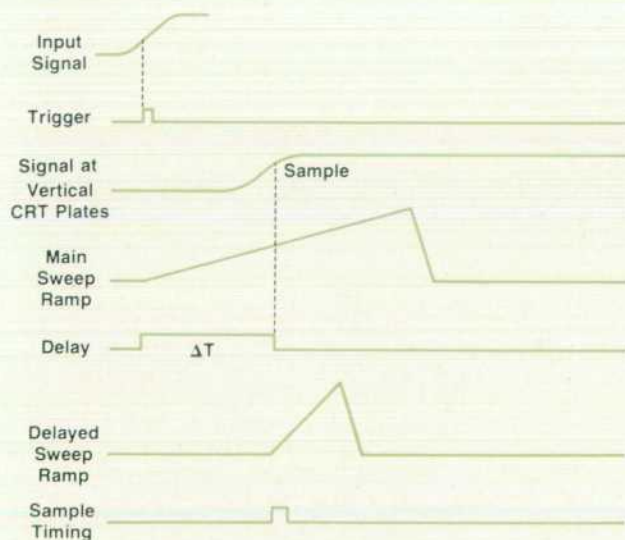 Input
Signal
Trigger
Signal at
Vertical
CRT Plates
Sample
Main
Sweep
Ramp
Delay
ΔT
Delayed
Sweep
Ramp
Sample
Timing